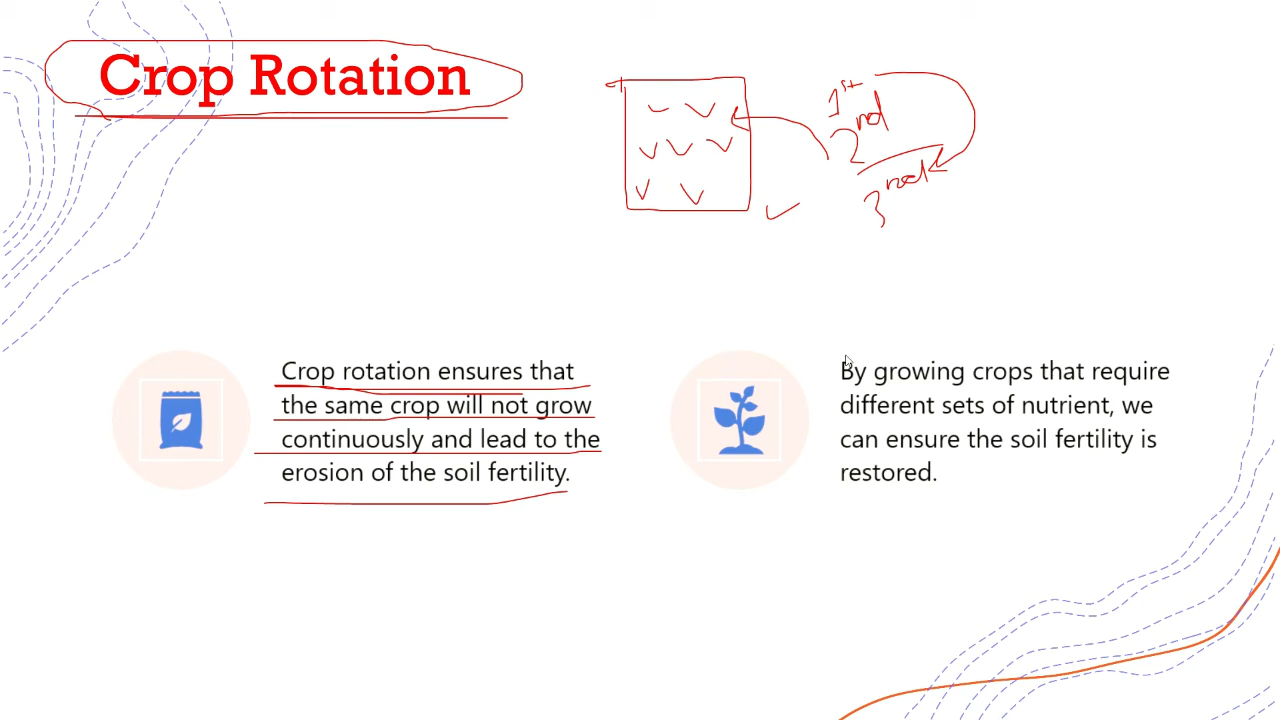 Crop Rotation
1st
2nd
3rd
Crop rotation ensures that
the same crop will not grow
continuously and lead to the
erosion of the soil fertility.
By growing crops that require
different sets of nutrient, we
can ensure the soil fertility is
restored.